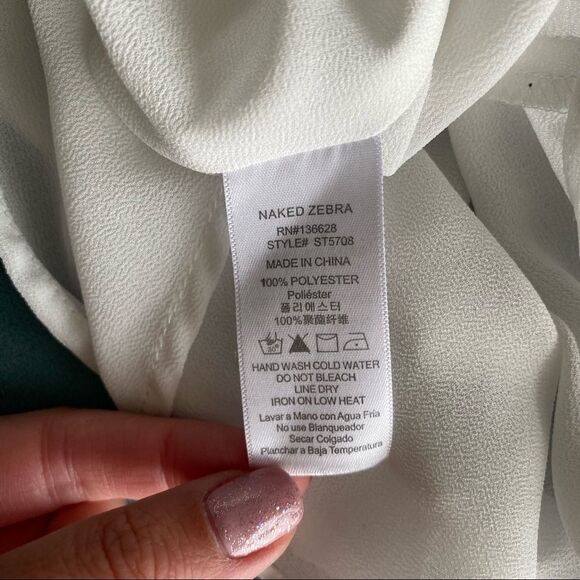 NAKED ZEBRA
RN#136628
STYLE# ST5708
MADE IN CHINA
100% POLYESTER
Poliéster
폴리에스터
100%聚酯纤维
30°
HAND WASH COLD WATER
DO NOT BLEACH
LINE DRY
IRON ON LOW HEAT
Lavar a Mano con Agua Fria
No use Blanqueador
Secar Colgado
Planchar a Baja Temperatura